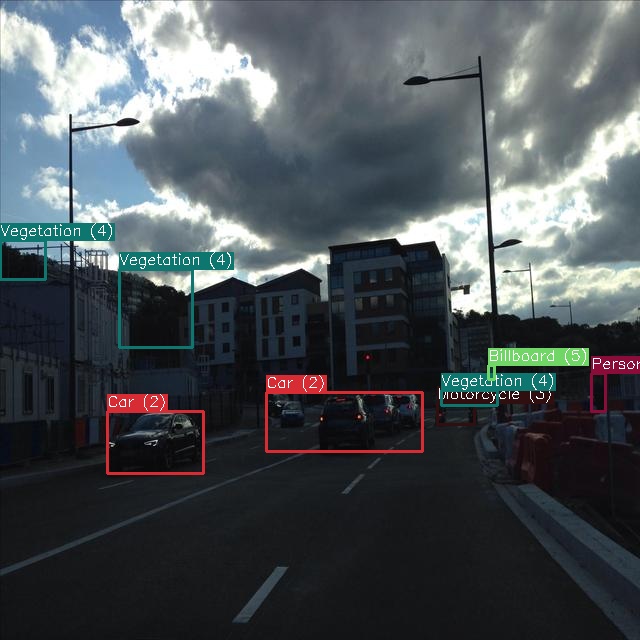 Vegetation (4)
Vegetation (4)
Billboard (5)
Person
Vegetation (4)
Motorcycle (3)
Car (2)
Car (2)